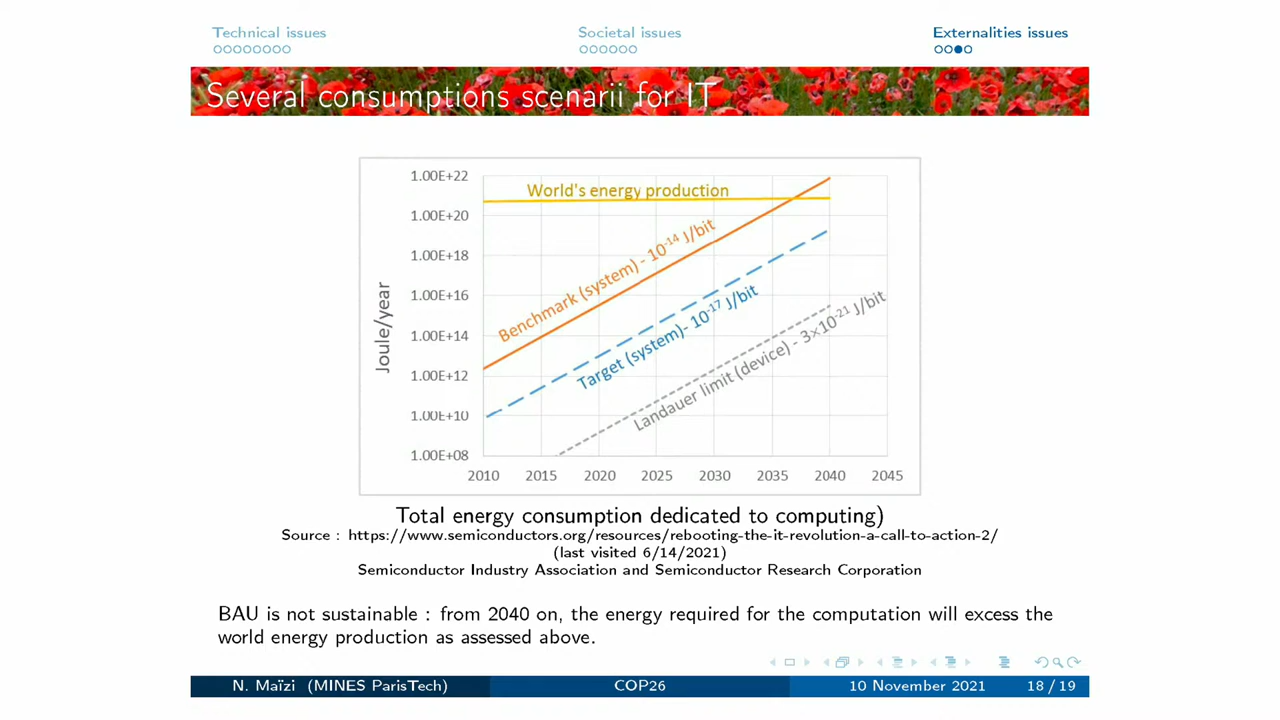 Technical issues
Societal issues
Externalities issues
Several consumptions scenarii for IT
1.00E+22
1.00E+20
1.00E+18
1.00E+16
1.00E+14
1.00E+12
1.00E+10
1.00E+08
Joule/year
World's energy production
Benchmark (system) - 10⁻¹⁴ J/bit
Target (system)- 10⁻¹⁷ J/bit
Landauer limit (device) - 3×10⁻²¹ J/bit
2010 2015 2020 2025 2030 2035 2040 2045
Total energy consumption dedicated to computing)
Source : https://www.semiconductors.org/resources/rebooting-the-it-revolution-a-call-to-action-2/
(last visited 6/14/2021)
Semiconductor Industry Association and Semiconductor Research Corporation
BAU is not sustainable : from 2040 on, the energy required for the computation will excess the
world energy production as assessed above.
N. Maïzi (MINES ParisTech)
COP26
10 November 2021
18 / 19